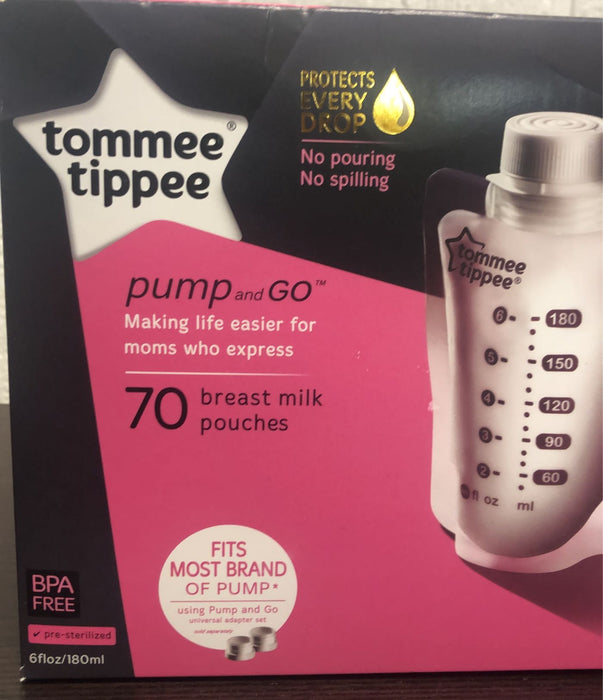 tommee®
tippee
PROTECTS
EVERY
DROP
No pouring
No spilling
pump and GO™
Making life easier for
moms who express
70 breast milk
pouches
FITS
MOST BRAND
OF PUMP*
using Pump and Go
universal adapter set
sold separately
BPA
FREE
✓ pre-sterilized
6floz/180ml
tommee
tippee®
6 180
5 150
4 120
3 90
2 60
fl oz ml